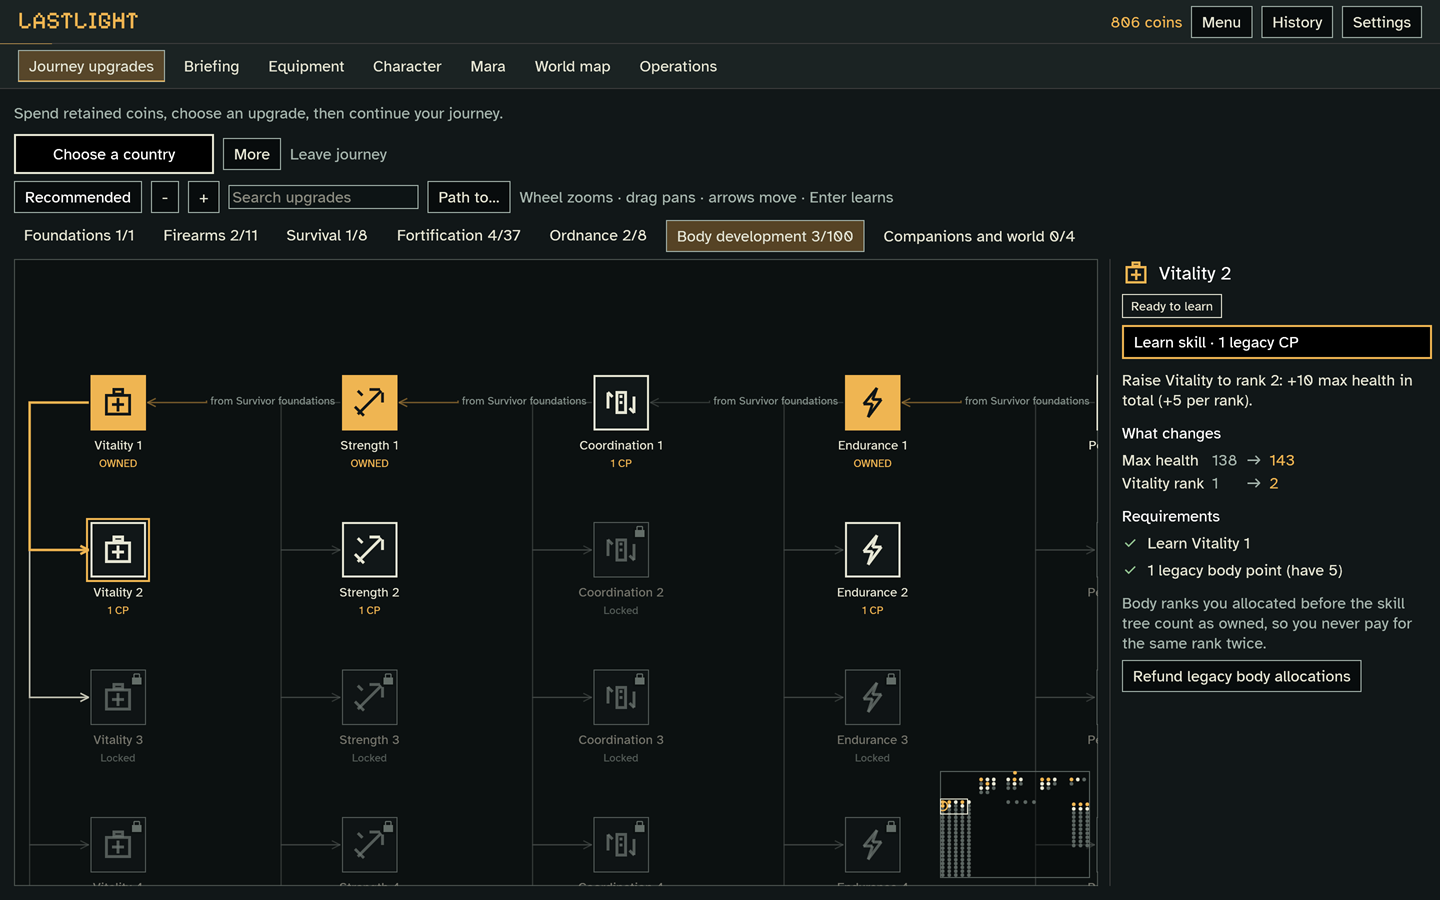 LASTLIGHT
806 coins Menu History Settings
Journey upgrades Briefing Equipment Character Mara World map Operations
Spend retained coins, choose an upgrade, then continue your journey.
Choose a country More Leave journey
Recommended - + Search upgrades Path to... Wheel zooms · drag pans · arrows move · Enter learns
Foundations 1/1 Firearms 2/11 Survival 1/8 Fortification 4/37 Ordnance 2/8 Body development 3/100 Companions and world 0/4
from Survivor foundations from Survivor foundations from Survivor foundations from Survivor foundations
Vitality 1 Strength 1 Coordination 1 Endurance 1
OWNED OWNED 1 CP OWNED
Vitality 2 Strength 2 Coordination 2 Endurance 2
1 CP 1 CP Locked 1 CP
Vitality 3 Strength 3 Coordination 3 Endurance 3
Locked Locked Locked Locked
Vitality 2
Ready to learn
Learn skill · 1 legacy CP
Raise Vitality to rank 2: +10 max health in
total (+5 per rank).
What changes
Max health 138 → 143
Vitality rank 1 → 2
Requirements
✓ Learn Vitality 1
✓ 1 legacy body point (have 5)
Body ranks you allocated before the skill
tree count as owned, so you never pay for
the same rank twice.
Refund legacy body allocations